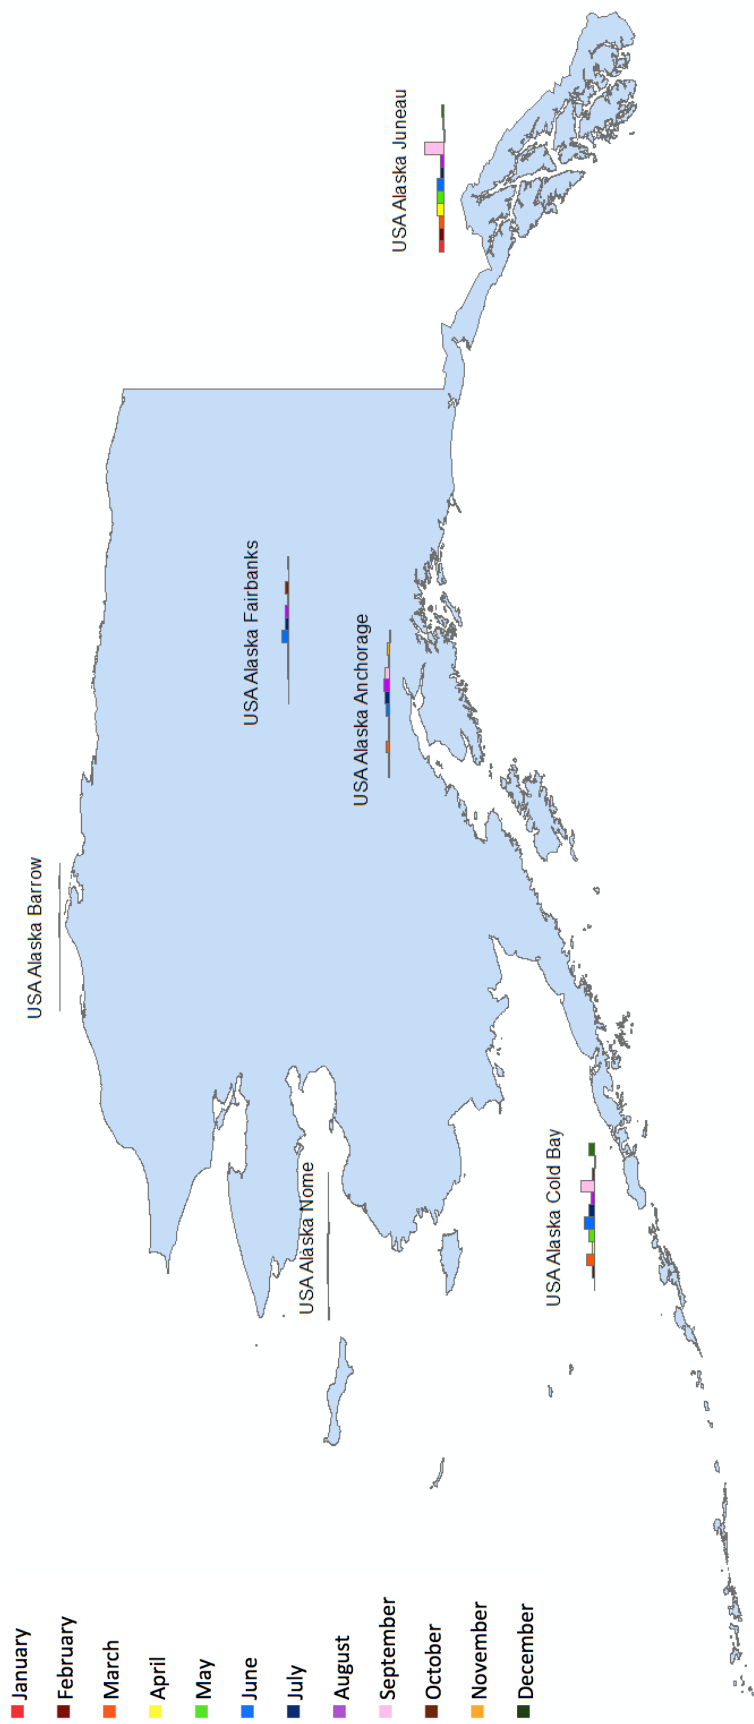 January
February
March
April
May
June
July
August
September
October
November
December
USA Alaska Barrow
USA Alaska Fairbanks
USA Alaska Nome
USA Alaska Anchorage
USA Alaska Juneau
USA Alaska Cold Bay